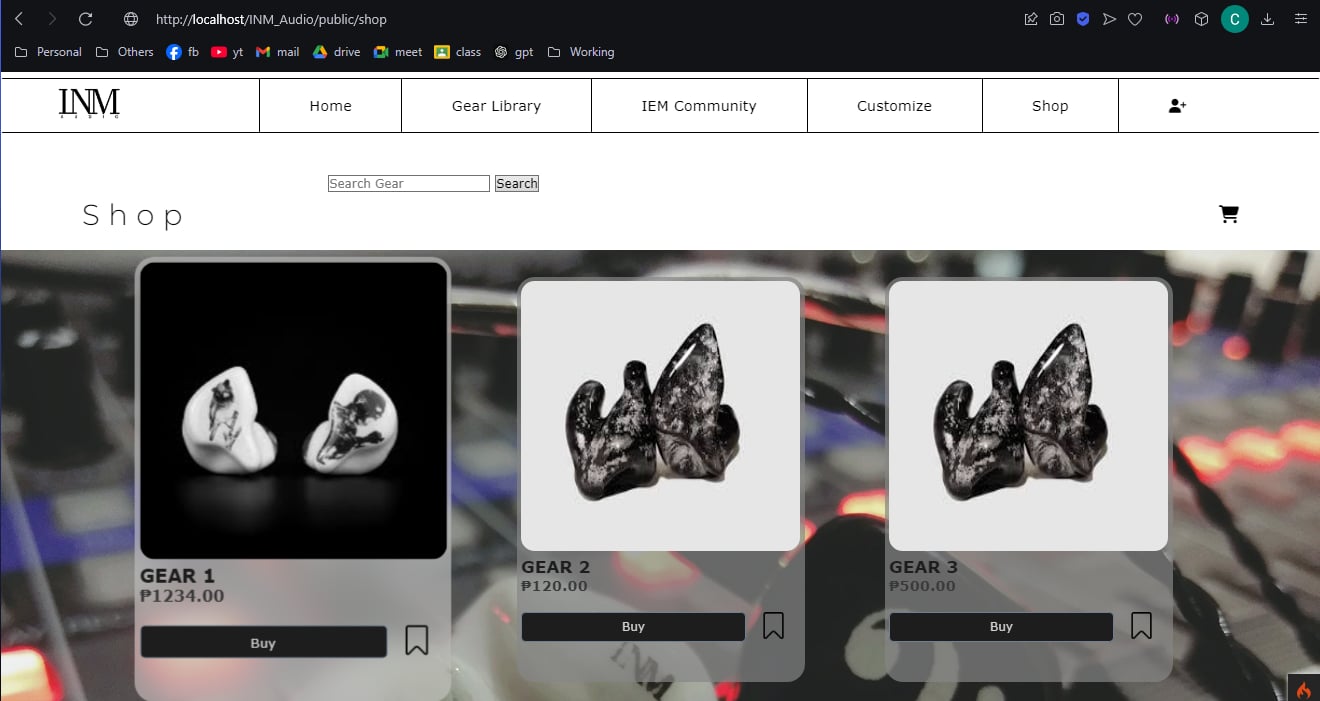 http://localhost/INM_Audio/public/shop
Personal Others fb yt mail drive meet class gpt Working
INM Home Gear Library IEM Community Customize Shop
Search Gear Search
Shop
GEAR 1
₱1234.00
Buy
GEAR 2
₱120.00
Buy
GEAR 3
₱500.00
Buy
INM
C